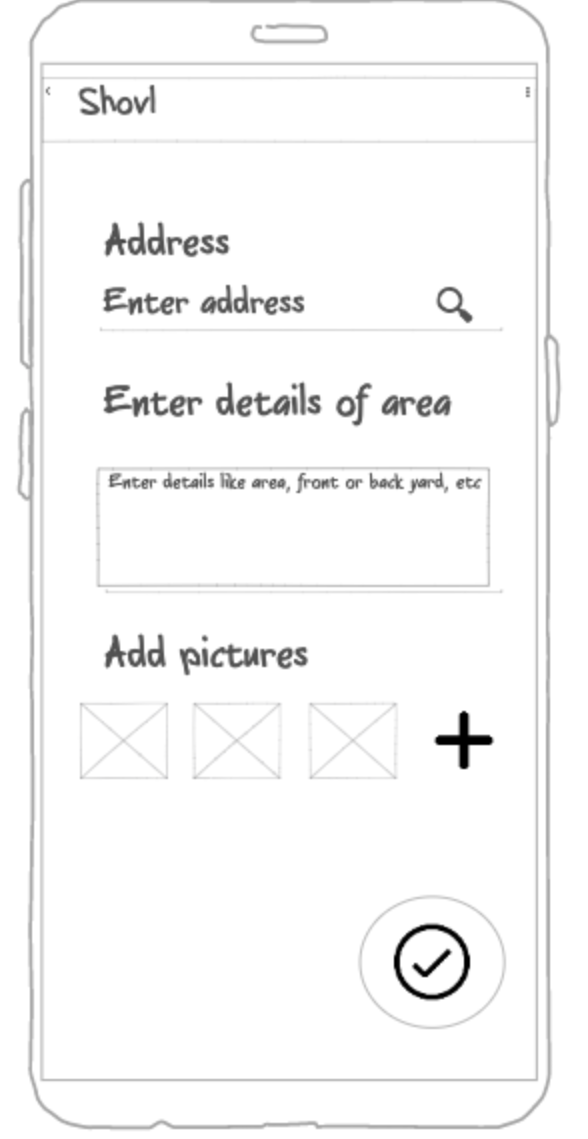 Shovl
Address
Enter address
Enter details of area
Enter details like area, front or back yard, etc
Add pictures